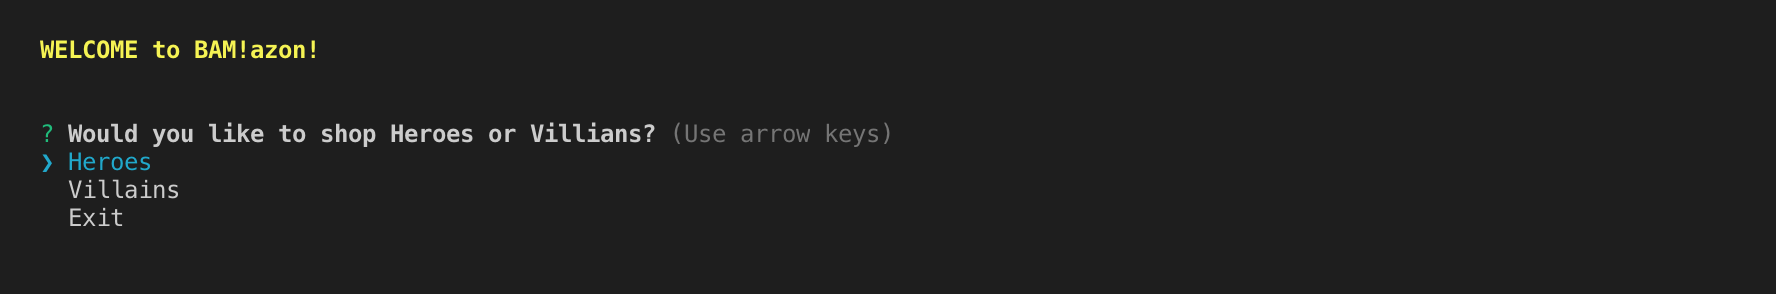 WELCOME to BAM!azon!
? Would you like to shop Heroes or Villians? (Use arrow keys)
❯ Heroes
Villains
Exit